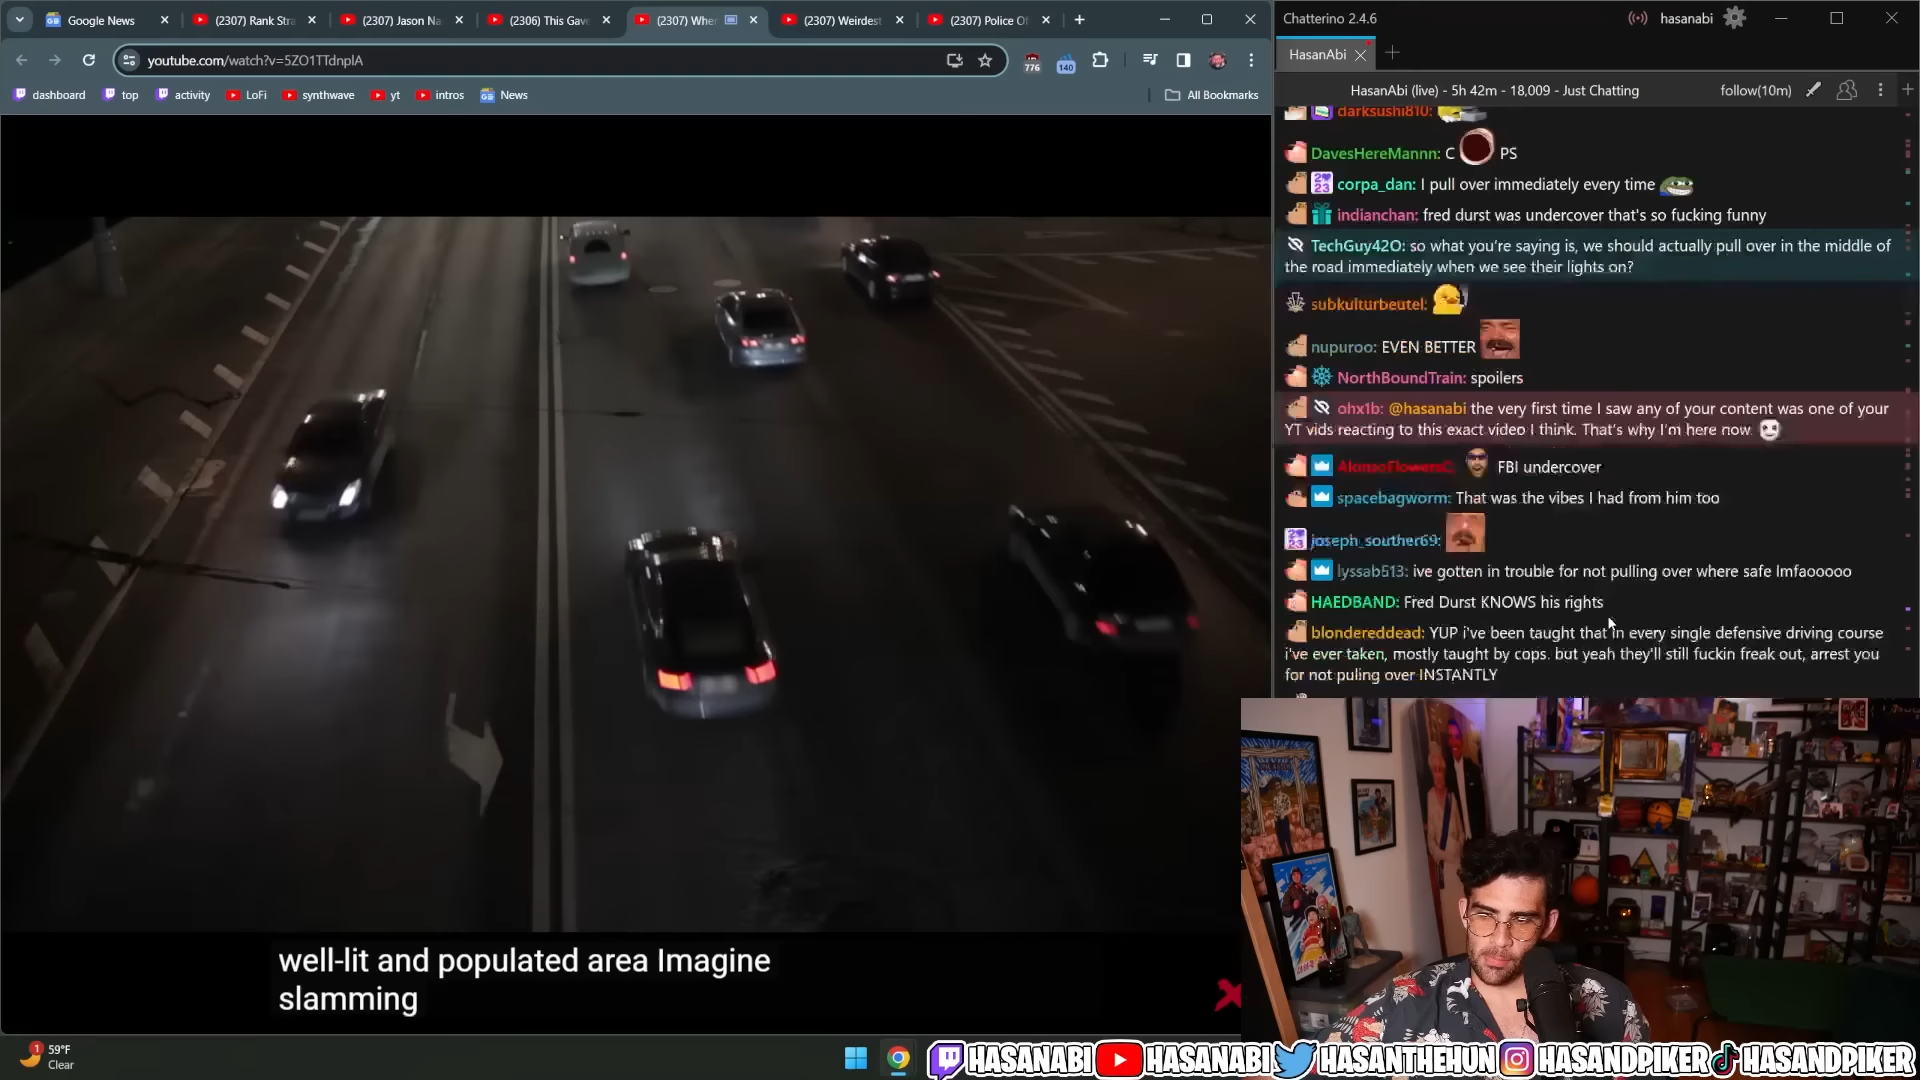 Google News
(2307) Rank Stra
(2307) Jason Na
(2306) This Gave
(2307) Wher
(2307) Weirdest
(2307) Police Of
youtube.com/watch?v=5ZO1TTdnplA
776
140
dashboard
top
activity
LoFi
synthwave
yt
intros
News
All Bookmarks
well-lit and populated area Imagine
slamming
1
59°F
Clear
Chatterino 2.4.6
hasanabi
HasanAbi
HasanAbi (live) - 5h 42m - 18,009 - Just Chatting
follow(10m)
darksushi810:
DavesHereMannn: C PS
corpa_dan: I pull over immediately every time
indianchan: fred durst was undercover that's so fucking funny
TechGuy42O: so what you're saying is, we should actually pull over in the middle of
the road immediately when we see their lights on?
subkulturbeutel:
nupuroo: EVEN BETTER
NorthBoundTrain: spoilers
ohx1b: @hasanabi the very first time I saw any of your content was one of your
YT vids reacting to this exact video I think. That's why I'm here now
FBI undercover
spacebagworm: That was the vibes I had from him too
joseph_southern69:
lyssab513: ive gotten in trouble for not pulling over where safe lmfaooooo
HAEDBAND: Fred Durst KNOWS his rights
blondereddead: YUP i've been taught that in every single defensive driving course
i've ever taken, mostly taught by cops. but yeah they'll still fuckin freak out, arrest you
for not puling over INSTANTLY
HASANABI
HASANABI
HASANTHEHUN
HASANDPIKER
HASANDPIKER